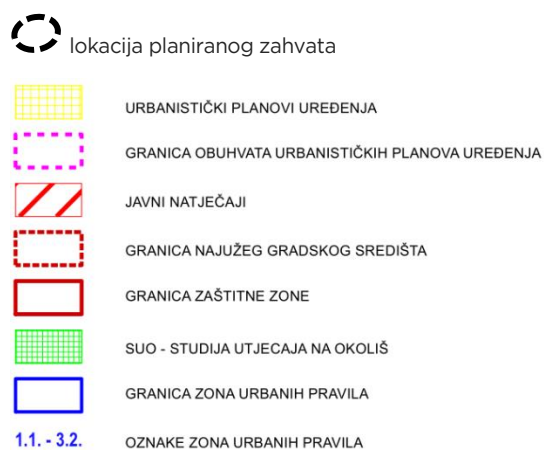 lokacija planiranog zahvata
URBANISTIČKI PLANOVI UREĐENJA
GRANICA OBUHVATA URBANISTIČKIH PLANOVA UREĐENJA
JAVNI NATJEČAJI
GRANICA NAJUŽEG GRADSKOG SREDIŠTA
GRANICA ZAŠTITNE ZONE
SUO - STUDIJA UTJECAJA NA OKOLIŠ
GRANICA ZONA URBANIH PRAVILA
1.1. - 3.2. OZNAKE ZONA URBANIH PRAVILA